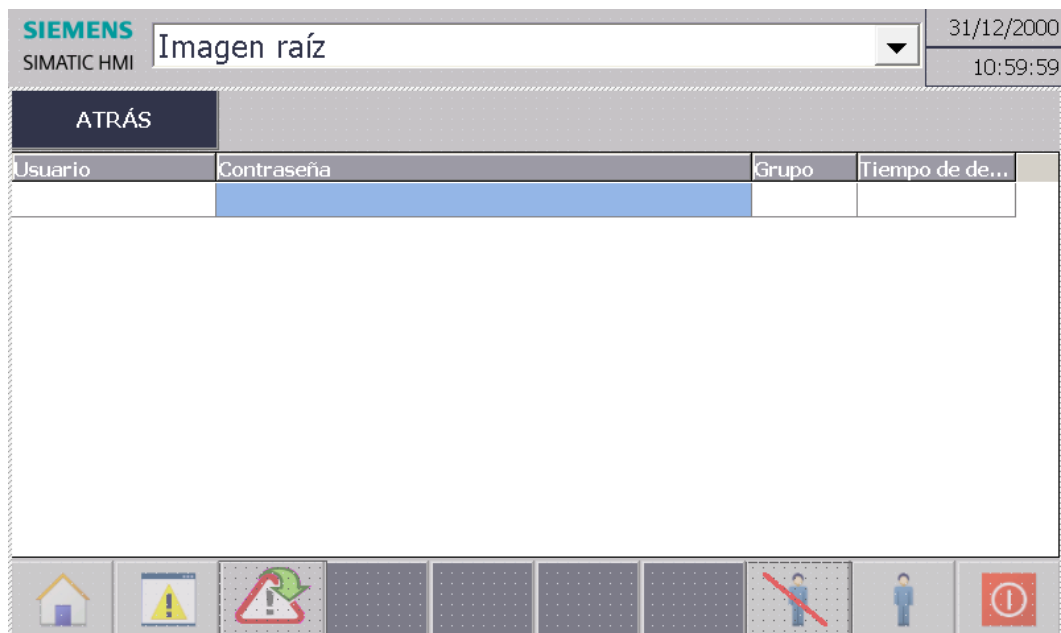 SIEMENS
SIMATIC HMI
Imagen raíz
31/12/2000
10:59:59
ATRÁS
Usuario Contraseña Grupo Tiempo de de...